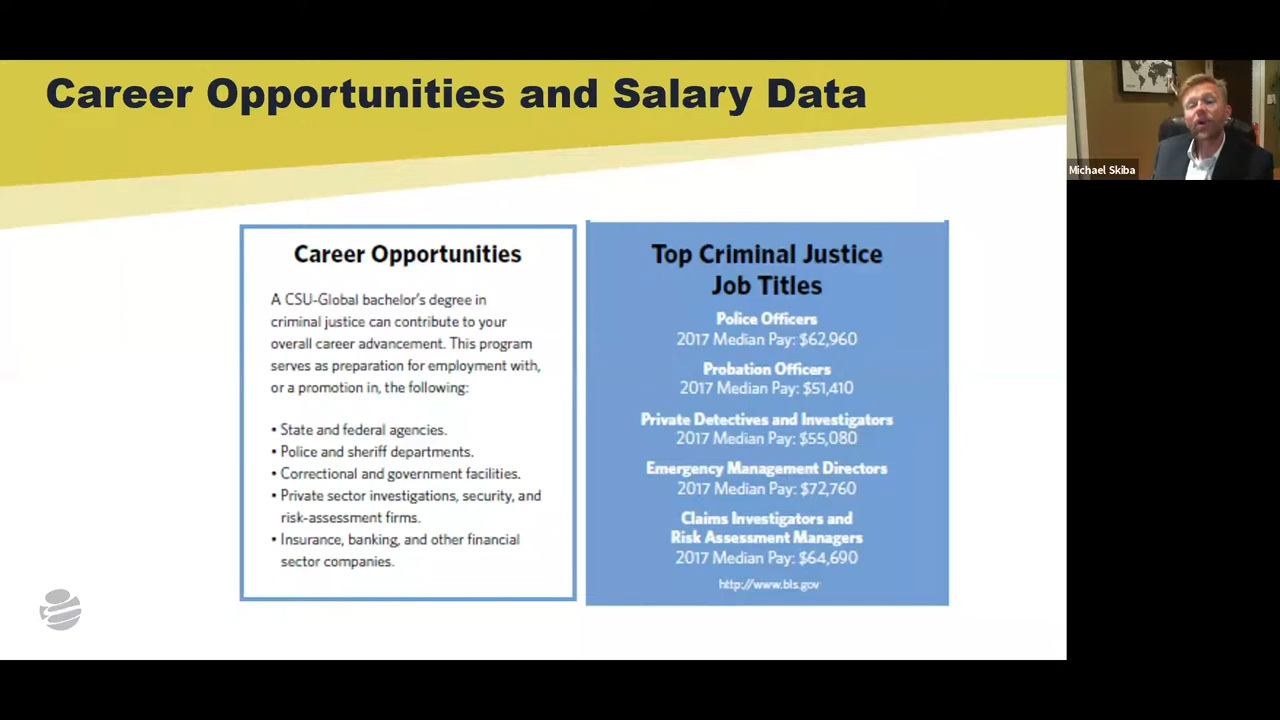 Career Opportunities and Salary Data
Michael Skiba
Career Opportunities
A CSU-Global bachelor's degree in
criminal justice can contribute to your
overall career advancement. This program
serves as preparation for employment with,
or a promotion in, the following:
• State and federal agencies.
• Police and sheriff departments.
• Correctional and government facilities.
• Private sector investigations, security, and
risk-assessment firms.
• Insurance, banking, and other financial
sector companies.
Top Criminal Justice
Job Titles
Police Officers
2017 Median Pay: $62,960
Probation Officers
2017 Median Pay: $51,410
Private Detectives and Investigators
2017 Median Pay: $55,080
Emergency Management Directors
2017 Median Pay: $72,760
Claims Investigators and
Risk Assessment Managers
2017 Median Pay: $64,690
http://www.bls.gov